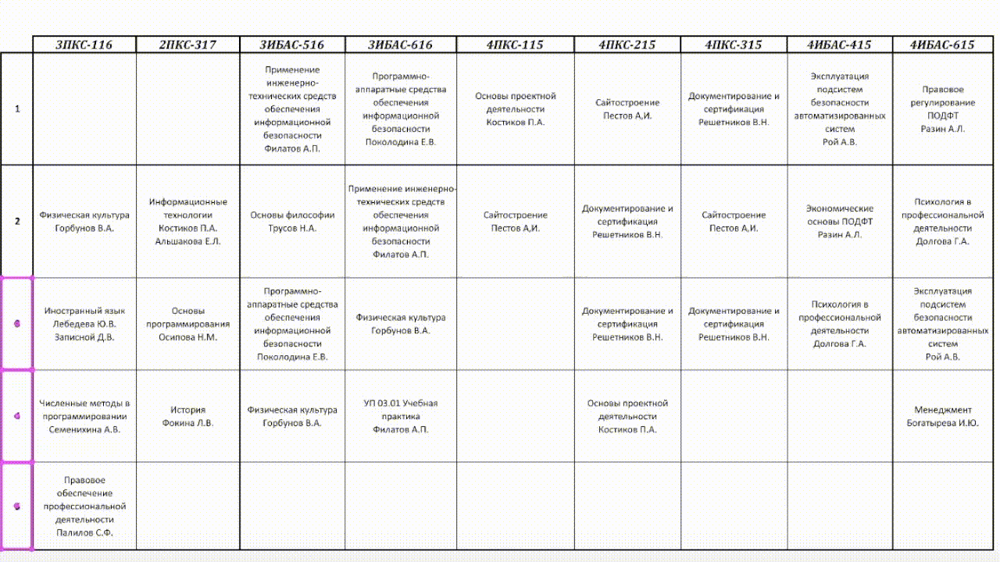 3ПКС-116 2ПКС-317 3ИБАС-516 3ИБАС-616 4ПКС-115 4ПКС-215 4ПКС-315 4ИБАС-415 4ИБАС-615
1
Применение
инженерно-
технических средств
обеспечения
информационной
безопасности
Филатов А.П.
Программно-
аппаратные средства
обеспечения
информационной
безопасности
Поколодина Е.В.
Основы проектной
деятельности
Костиков П.А.
Сайтостроение
Пестов А,И.
Документирование и
сертификация
Решетников В.Н.
Эксплуатация
подсистем
безопасности
автоматизированных
систем
Рой А.В.
Правовое
регулирование
ПОДФТ
Разин А.Л.
2
Физическая культура
Горбунов В.А.
Информационные
технологии
Костиков П.А.
Альшакова Е.Л.
Основы философии
Трусов Н.А.
Применение инженерно-
технических средств
обеспечения
информационной
безопасности
Филатов А.П.
Сайтостроение
Пестов А,И.
Документирование и
сертификация
Решетников В.Н.
Сайтостроение
Пестов А,И.
Экономические
основы ПОДФТ
Разин А.Л.
Психология в
профессиональной
деятельности
Долгова Г.А.
3
Иностранный язык
Лебедева Ю.В.
Записной Д.В.
Основы
программирования
Осипова Н.М.
Программно-
аппаратные средства
обеспечения
информационной
безопасности
Поколодина Е.В.
Физическая культура
Горбунов В.А.
Документирование и
сертификация
Решетников В.Н.
Документирование и
сертификация
Решетников В.Н.
Психология в
профессиональной
деятельности
Долгова Г.А.
Эксплуатация
подсистем
безопасности
автоматизированных
систем
Рой А.В.
4
Численные методы в
программировании
Семенихина А.В.
История
Фокина Л.В.
Физическая культура
Горбунов В.А.
УП 03.01 Учебная
практика
Филатов А.П.
Основы проектной
деятельности
Костиков П.А.
Менеджмент
Богатырева И.Ю.
5
Правовое
обеспечение
профессиональной
деятельности
Палилов С.Ф.